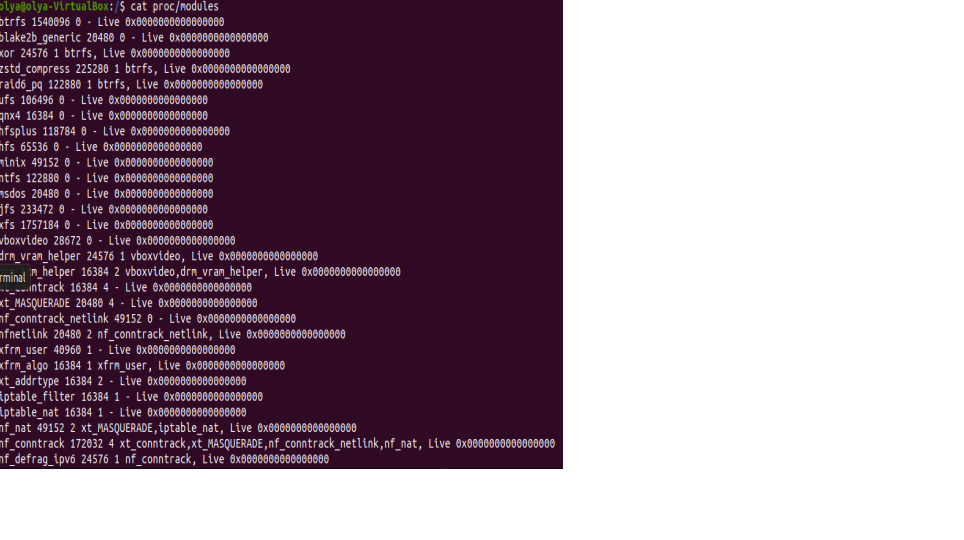 olya@olya-VirtualBox:/$ cat proc/modules
btrfs 1540096 0 - Live 0x0000000000000000
blake2b_generic 20480 0 - Live 0x0000000000000000
xor 24576 1 btrfs, Live 0x0000000000000000
zstd_compress 225280 1 btrfs, Live 0x0000000000000000
raid6_pq 122880 1 btrfs, Live 0x0000000000000000
ufs 106496 0 - Live 0x0000000000000000
qnx4 16384 0 - Live 0x0000000000000000
hfsplus 118784 0 - Live 0x0000000000000000
hfs 65536 0 - Live 0x0000000000000000
minix 49152 0 - Live 0x0000000000000000
ntfs 122880 0 - Live 0x0000000000000000
msdos 20480 0 - Live 0x0000000000000000
jfs 233472 0 - Live 0x0000000000000000
xfs 1757184 0 - Live 0x0000000000000000
vboxvideo 28672 0 - Live 0x0000000000000000
drm_vram_helper 24576 1 vboxvideo, Live 0x0000000000000000
m_helper 16384 2 vboxvideo,drm_vram_helper, Live 0x0000000000000000
rminal
xt_conntrack 16384 4 - Live 0x0000000000000000
xt_MASQUERADE 20480 4 - Live 0x0000000000000000
nf_conntrack_netlink 49152 0 - Live 0x0000000000000000
nfnetlink 20480 2 nf_conntrack_netlink, Live 0x0000000000000000
xfrm_user 40960 1 - Live 0x0000000000000000
xfrm_algo 16384 1 xfrm_user, Live 0x0000000000000000
xt_addrtype 16384 2 - Live 0x0000000000000000
iptable_filter 16384 1 - Live 0x0000000000000000
iptable_nat 16384 1 - Live 0x0000000000000000
nf_nat 49152 2 xt_MASQUERADE,iptable_nat, Live 0x0000000000000000
nf_conntrack 172032 4 xt_conntrack,xt_MASQUERADE,nf_conntrack_netlink,nf_nat, Live 0x0000000000000000
nf_defrag_ipv6 24576 1 nf_conntrack, Live 0x0000000000000000